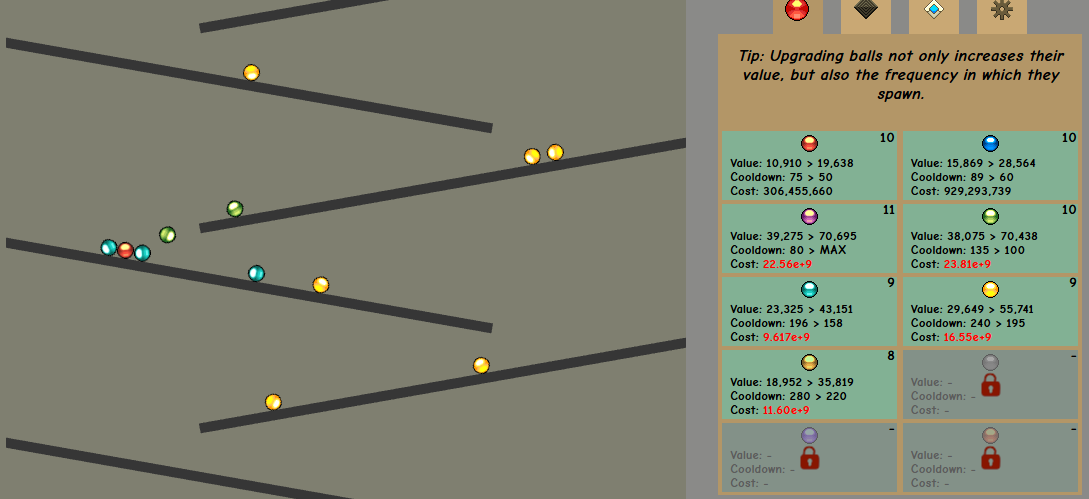 Tip: Upgrading balls not only increases their
value, but also the frequency in which they
spawn.
10
Value: 10,910 > 19,638
Cooldown: 75 > 50
Cost: 306,455,660
10
Value: 15,869 > 28,564
Cooldown: 89 > 60
Cost: 929,293,739
11
Value: 39,275 > 70,695
Cooldown: 80 > MAX
Cost: 22.56e+9
10
Value: 38,075 > 70,438
Cooldown: 135 > 100
Cost: 23.81e+9
9
Value: 23,325 > 43,151
Cooldown: 196 > 158
Cost: 9.617e+9
9
Value: 29,649 > 55,741
Cooldown: 240 > 195
Cost: 16.55e+9
8
Value: 18,952 > 35,819
Cooldown: 280 > 220
Cost: 11.60e+9
-
Value: -
Cooldown: -
Cost: -
-
Value: -
Cooldown: -
Cost: -
-
Value: -
Cooldown: -
Cost: -